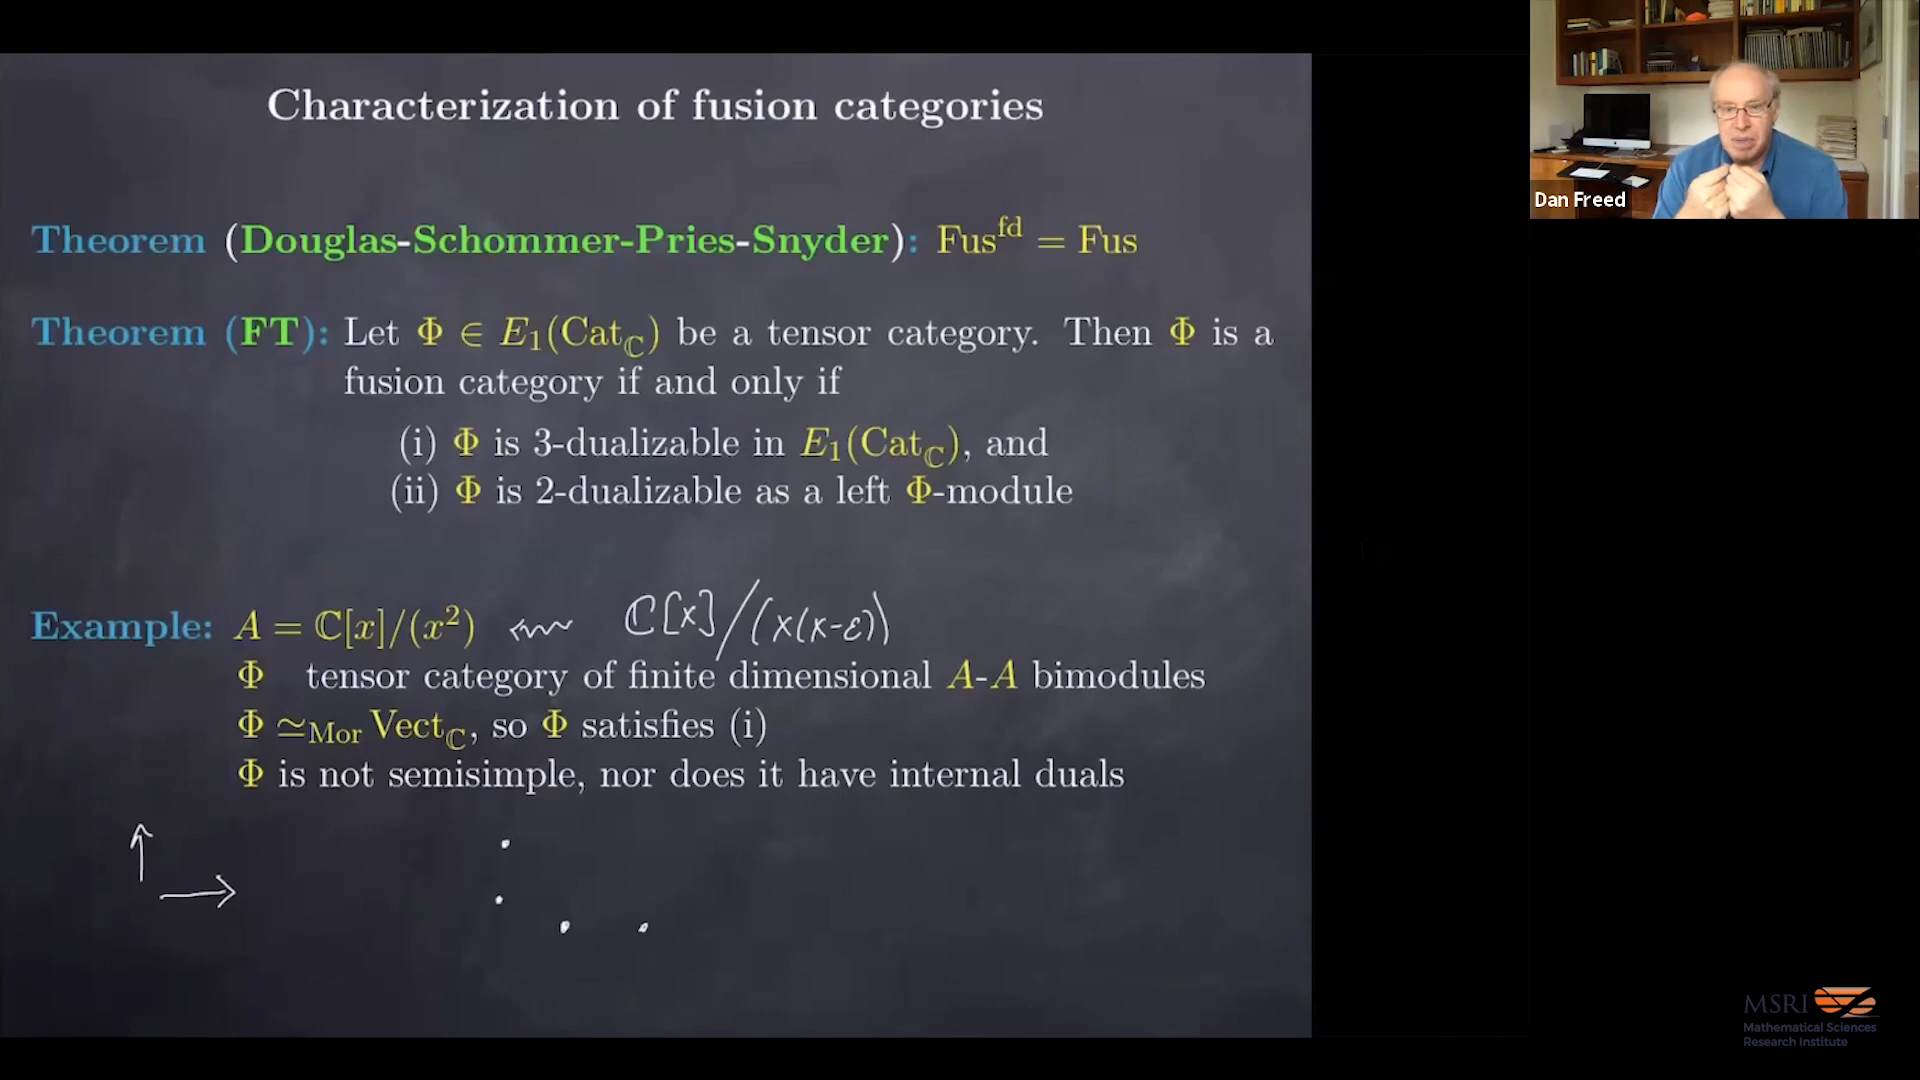 Characterization of fusion categories
Theorem (Douglas-Schommer-Pries-Snyder): Fus^fd = Fus
Theorem (FT): Let Φ ∈ E₁(Cat_ℂ) be a tensor category. Then Φ is a
fusion category if and only if
(i) Φ is 3-dualizable in E₁(Cat_ℂ), and
(ii) Φ is 2-dualizable as a left Φ-module
Example: A = ℂ[x]/(x²) ⇜ ℂ[x]/(x(x-ε))
Φ tensor category of finite dimensional A-A bimodules
Φ ≃_Mor Vect_ℂ, so Φ satisfies (i)
Φ is not semisimple, nor does it have internal duals
Dan Freed
MSRI
Mathematical Sciences
Research Institute